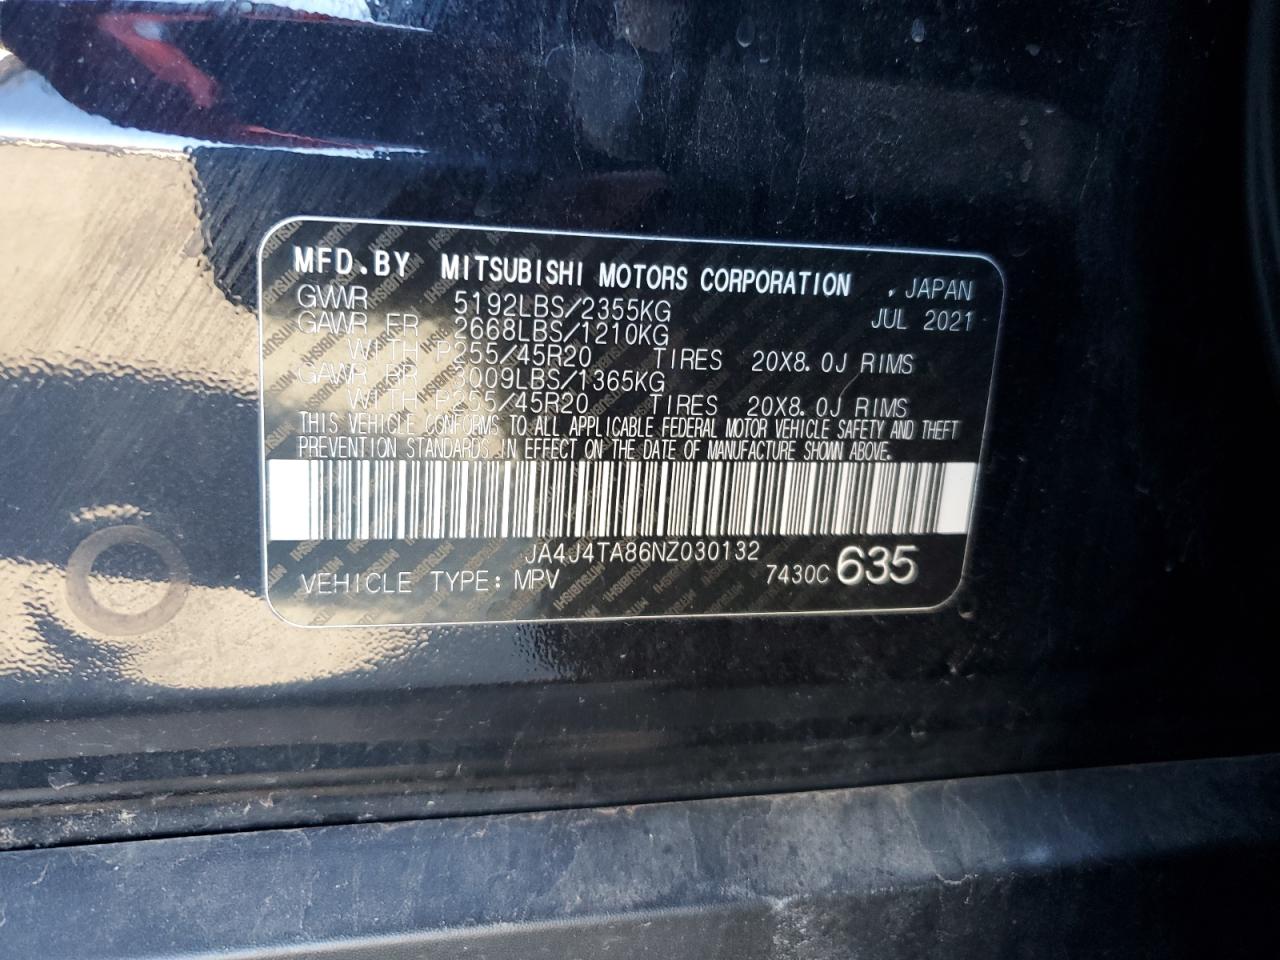 MFD.BY MITSUBISHI MOTORS CORPORATION , JAPAN
GVWR 5192LBS/2355KG JUL 2021
GAWR FR 2668LBS/1210KG
WITH P255/45R20 TIRES 20X8.0J RIMS
GAWR RR 3009LBS/1365KG
WITH P255/45R20 TIRES 20X8.0J RIMS
THIS VEHICLE CONFORMS TO ALL APPLICABLE FEDERAL MOTOR VEHICLE SAFETY AND THEFT
PREVENTION STANDARDS IN EFFECT ON THE DATE OF MANUFACTURE SHOWN ABOVE.
JA4J4TA86NZ030132
VEHICLE TYPE: MPV 7430C 635